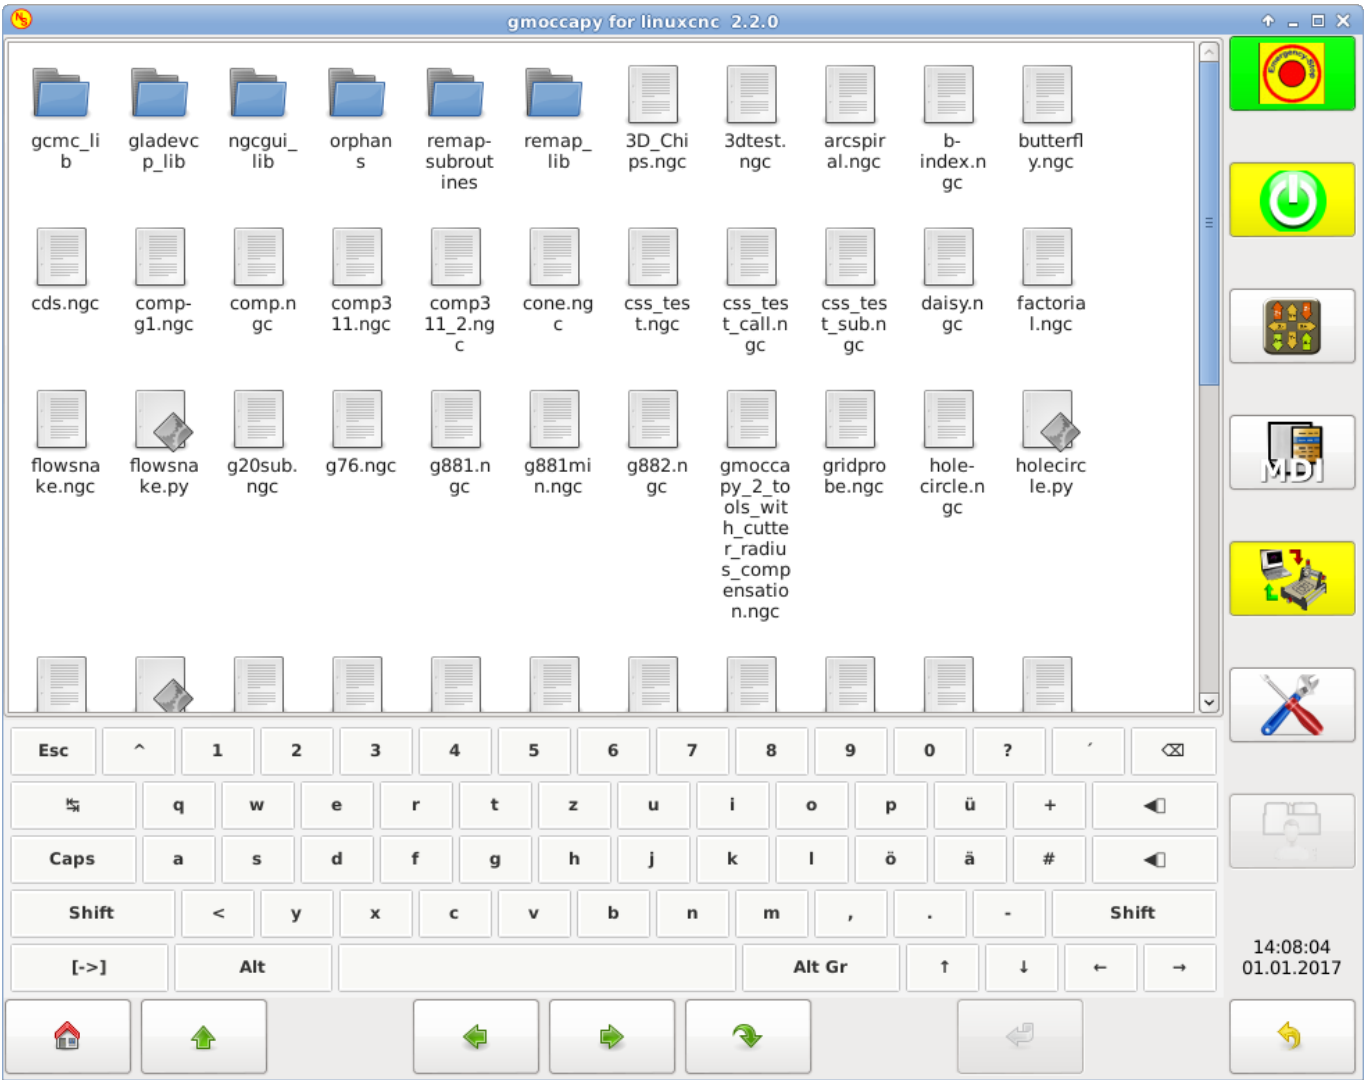 gmoccapy for linuxcnc 2.2.0
gcmc_li
b
gladevc
p_lib
ngcgui_
lib
orphan
s
remap-
subrout
ines
remap_
lib
3D_Chi
ps.ngc
3dtest.
ngc
arcspir
al.ngc
b-
index.n
gc
butterfl
y.ngc
cds.ngc
comp-
g1.ngc
comp.n
gc
comp3
11.ngc
comp3
11_2.ng
c
cone.ng
c
css_tes
t.ngc
css_tes
t_call.n
gc
css_tes
t_sub.n
gc
daisy.n
gc
factoria
l.ngc
flowsna
ke.ngc
flowsna
ke.py
g20sub.
ngc
g76.ngc
g881.n
gc
g881mi
n.ngc
g882.n
gc
gmocca
py_2_to
ols_wit
h_cutte
r_radiu
s_comp
ensatio
n.ngc
gridpro
be.ngc
hole-
circle.n
gc
holecirc
le.py
Emergency-Stop
MDI
Esc ^ 1 2 3 4 5 6 7 8 9 0 ? ´ ⌫
↹ q w e r t z u i o p ü +
Caps a s d f g h j k l ö ä #
Shift < y x c v b n m , . - Shift
[->] Alt Alt Gr ↑ ↓ ← →
14:08:04
01.01.2017